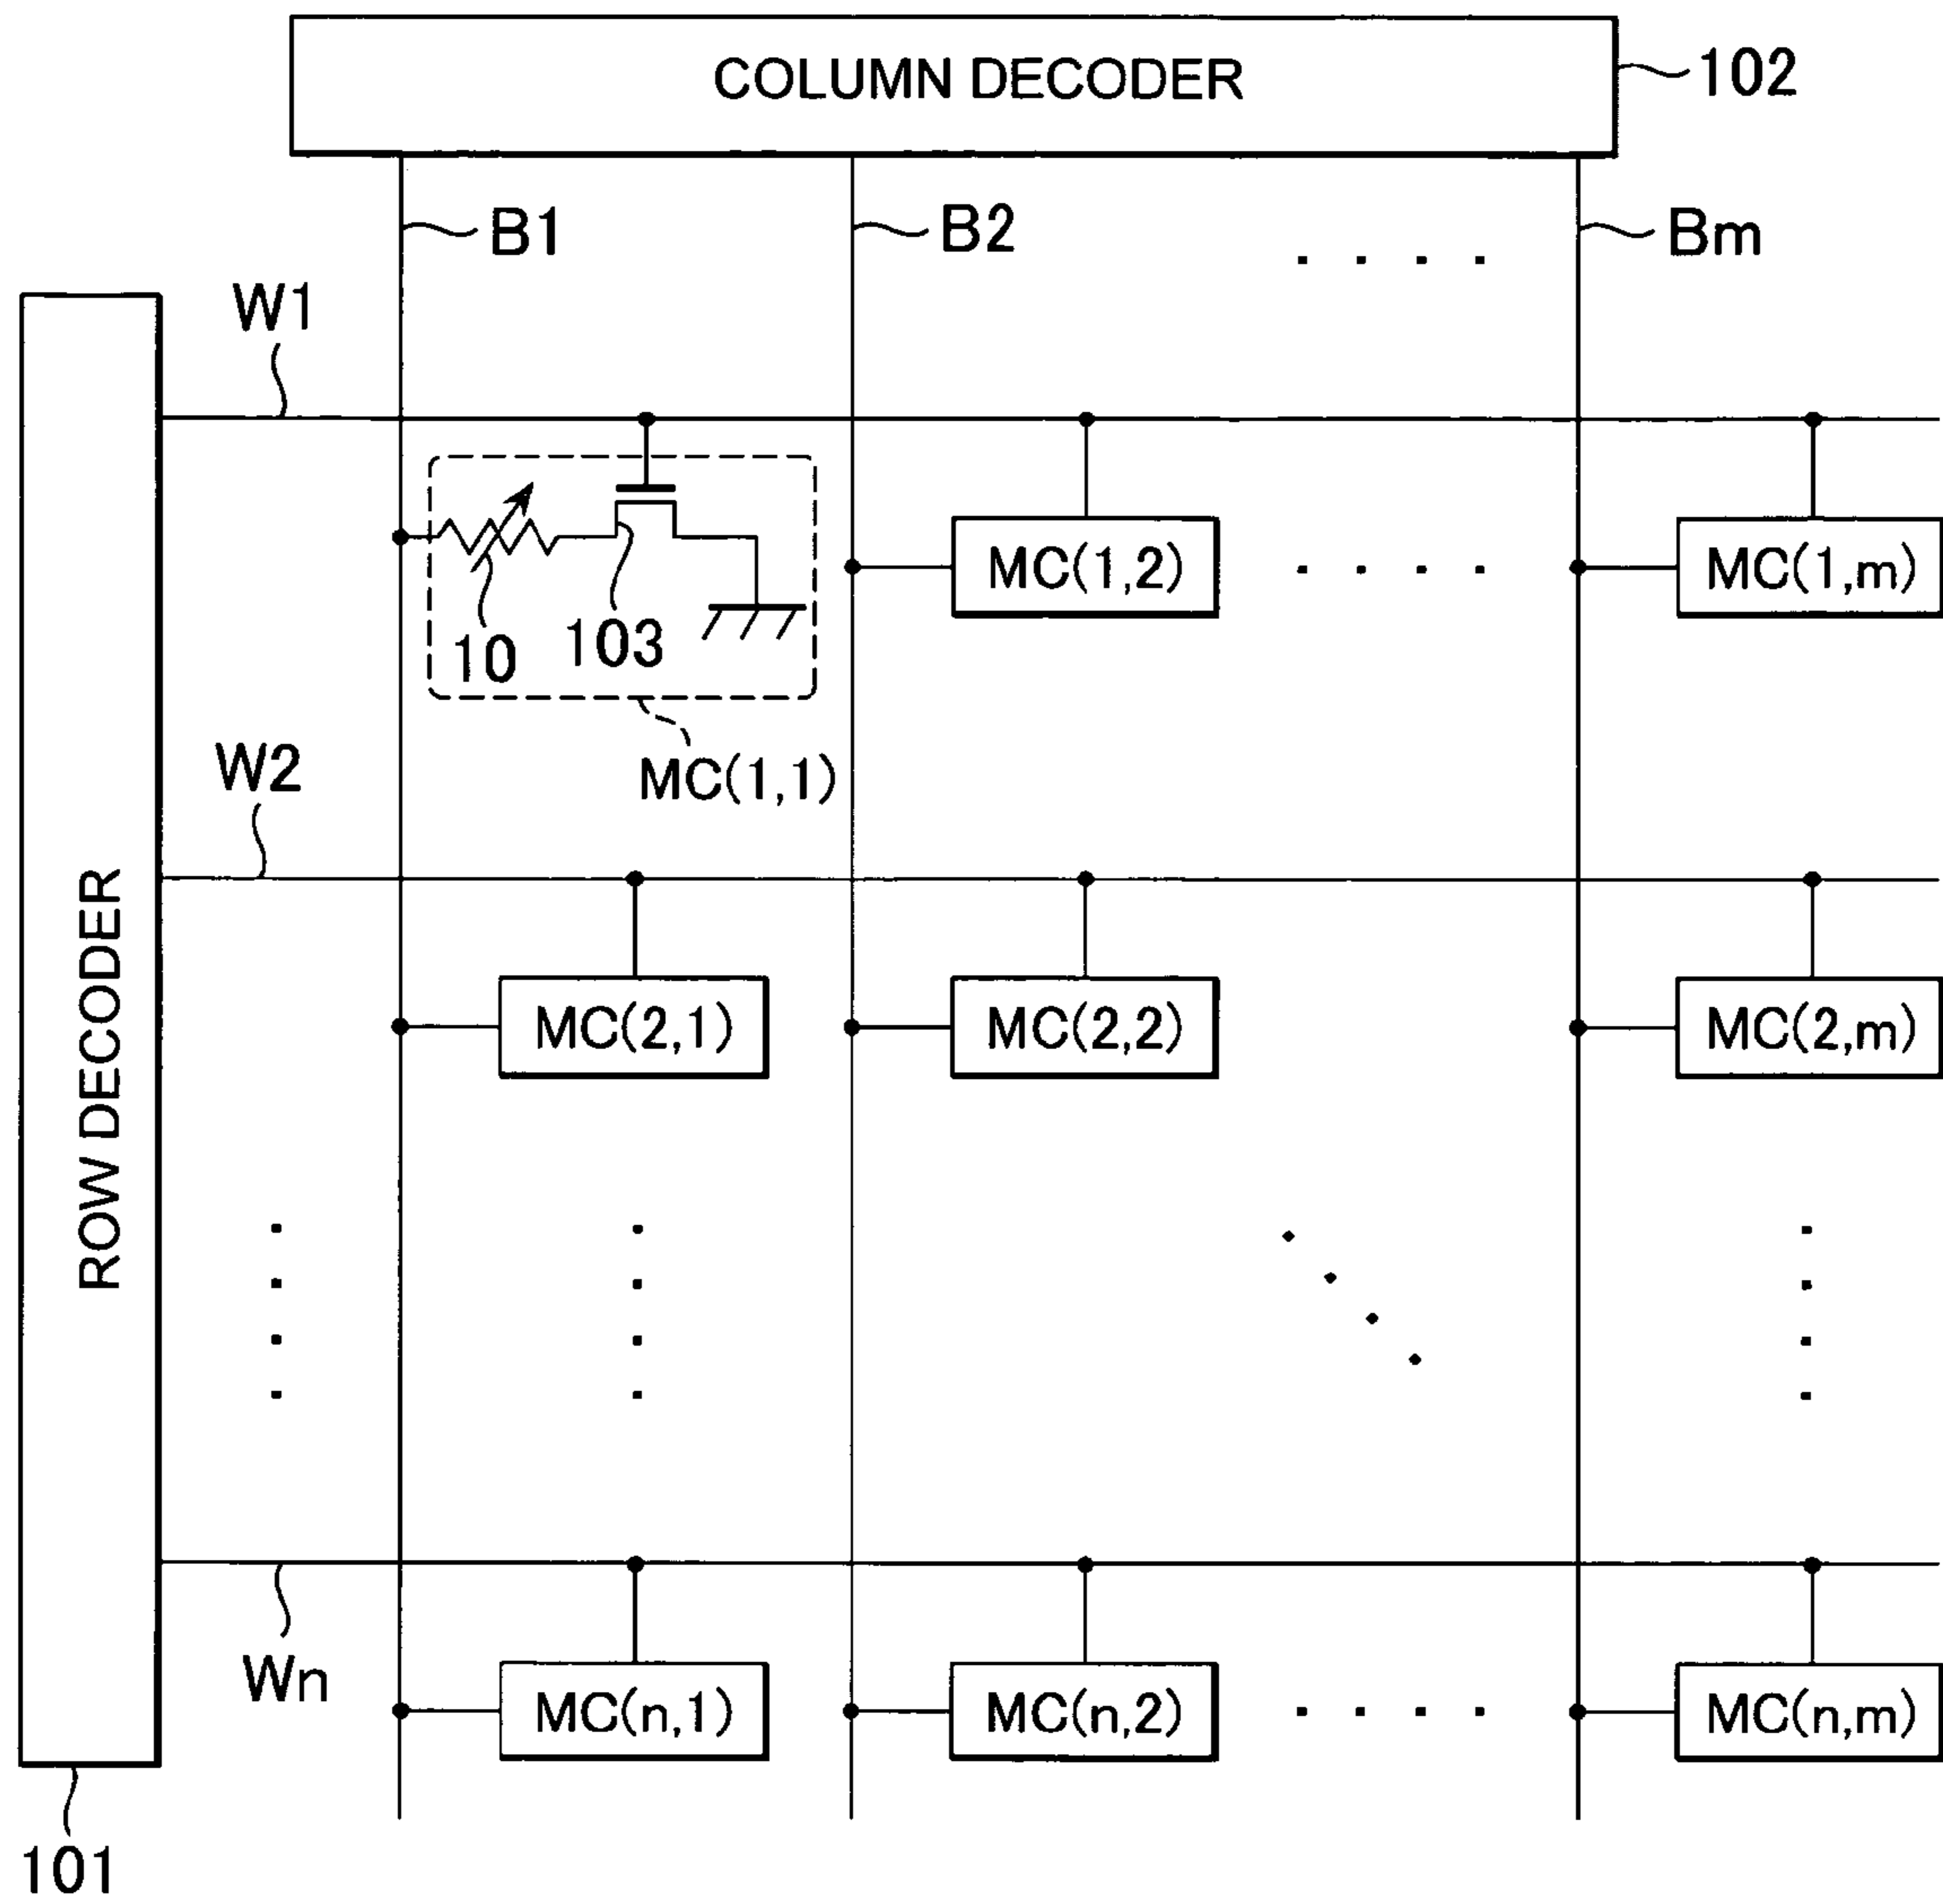 COLUMN DECODER
102
B1
B2
Bm
W1
MC(1,2)
MC(1,m)
10
103
MC(1,1)
W2
ROW DECODER
MC(2,1)
MC(2,2)
MC(2,m)
Wn
MC(n,1)
MC(n,2)
MC(n,m)
101